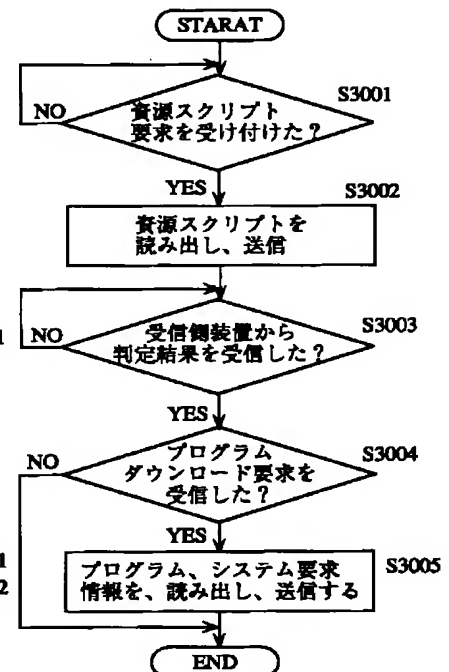 STARAT
S3001
NO
資源スクリプト
要求を受け付けた？
YES
S3002
資源スクリプトを
読み出し、送信
1
NO
受信側装置から
判定結果を受信した？
S3003
YES
NO
プログラム
ダウンロード要求を
受信した？
S3004
YES
1
2
プログラム、システム要求
情報を、読み出し、送信する
S3005
END